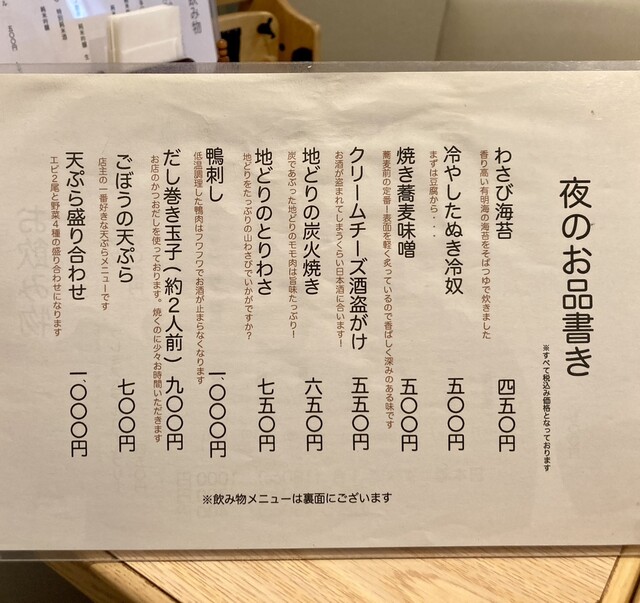 夜のお品書き
※すべて税込み価格となっております
わさび海苔 四五〇円
香り高い有明海の海苔をそばつゆで炊きました
冷やしたぬき冷奴 五〇〇円
まずは豆腐から・・・
焼き蕎麦味噌 五〇〇円
蕎麦前の定番！表面を軽く炙っているので香ばしく深みのある味です
クリームチーズ酒盗がけ 五五〇円
お酒が盗まれてしまうくらい日本酒に合います！
地どりの炭火焼き 六五〇円
炭であぶった地どりのモモ肉は旨味たっぷり！
地どりのとりわさ 七五〇円
地どりをたっぷりの山わさびでいかがですか？
鴨刺し 一、〇〇〇円
低温調理した鴨肉はフワフワでお酒が止まらなくなります
だし巻き玉子（約２人前） 九〇〇円
お店のかつおだしを使っております。焼くのに少々お時間いただきます
ごぼうの天ぷら 七〇〇円
店主の一番好きな天ぷらメニューです
天ぷら盛り合わせ 一、〇〇〇円
エビ２尾と野菜４種の盛り合わせになります
※飲み物メニューは裏面にございます